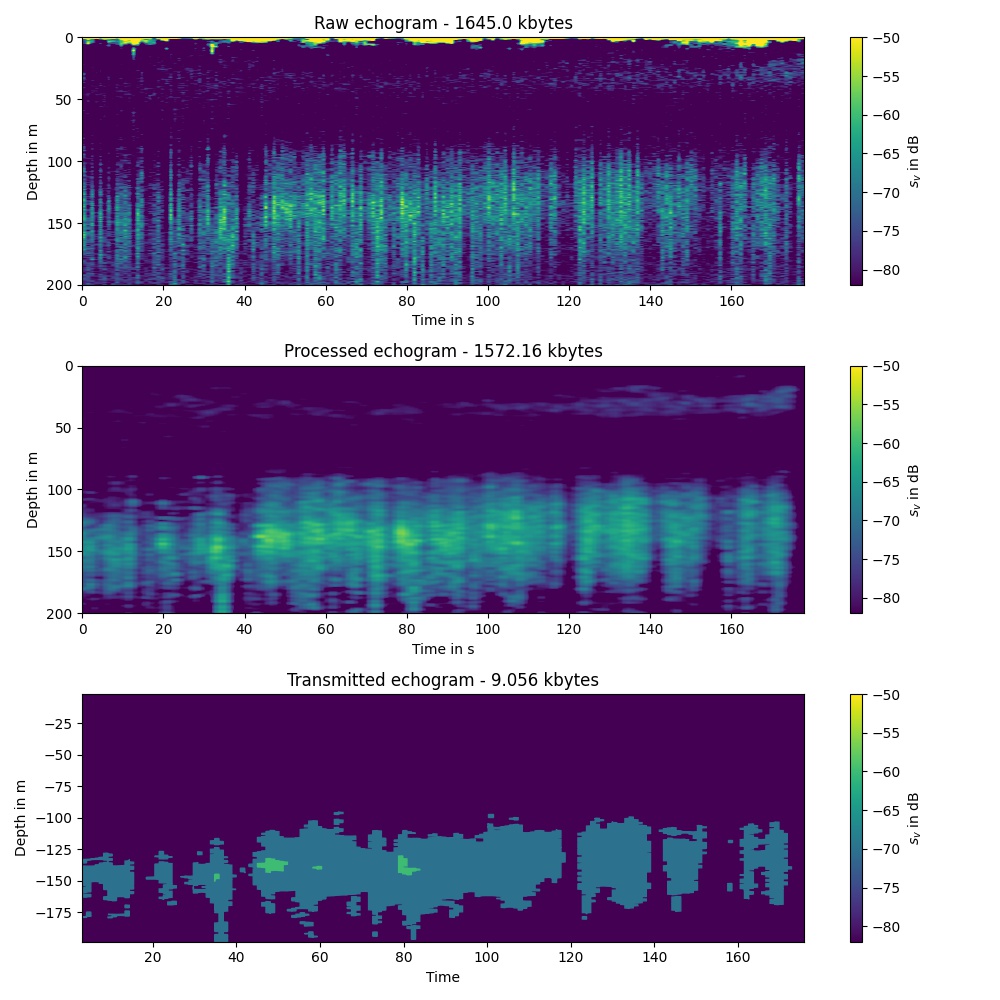 Raw echogram - 1645.0 kbytes
0
50
100
150
200
Depth in m
0 20 40 60 80 100 120 140 160
Time in s
−50
−55
−60
−65
−70
−75
−80
sv in dB
Processed echogram - 1572.16 kbytes
0
50
100
150
200
Depth in m
0 20 40 60 80 100 120 140 160
Time in s
−50
−55
−60
−65
−70
−75
−80
sv in dB
Transmitted echogram - 9.056 kbytes
−25
−50
−75
−100
−125
−150
−175
Depth in m
20 40 60 80 100 120 140 160
Time
−50
−55
−60
−65
−70
−75
−80
sv in dB